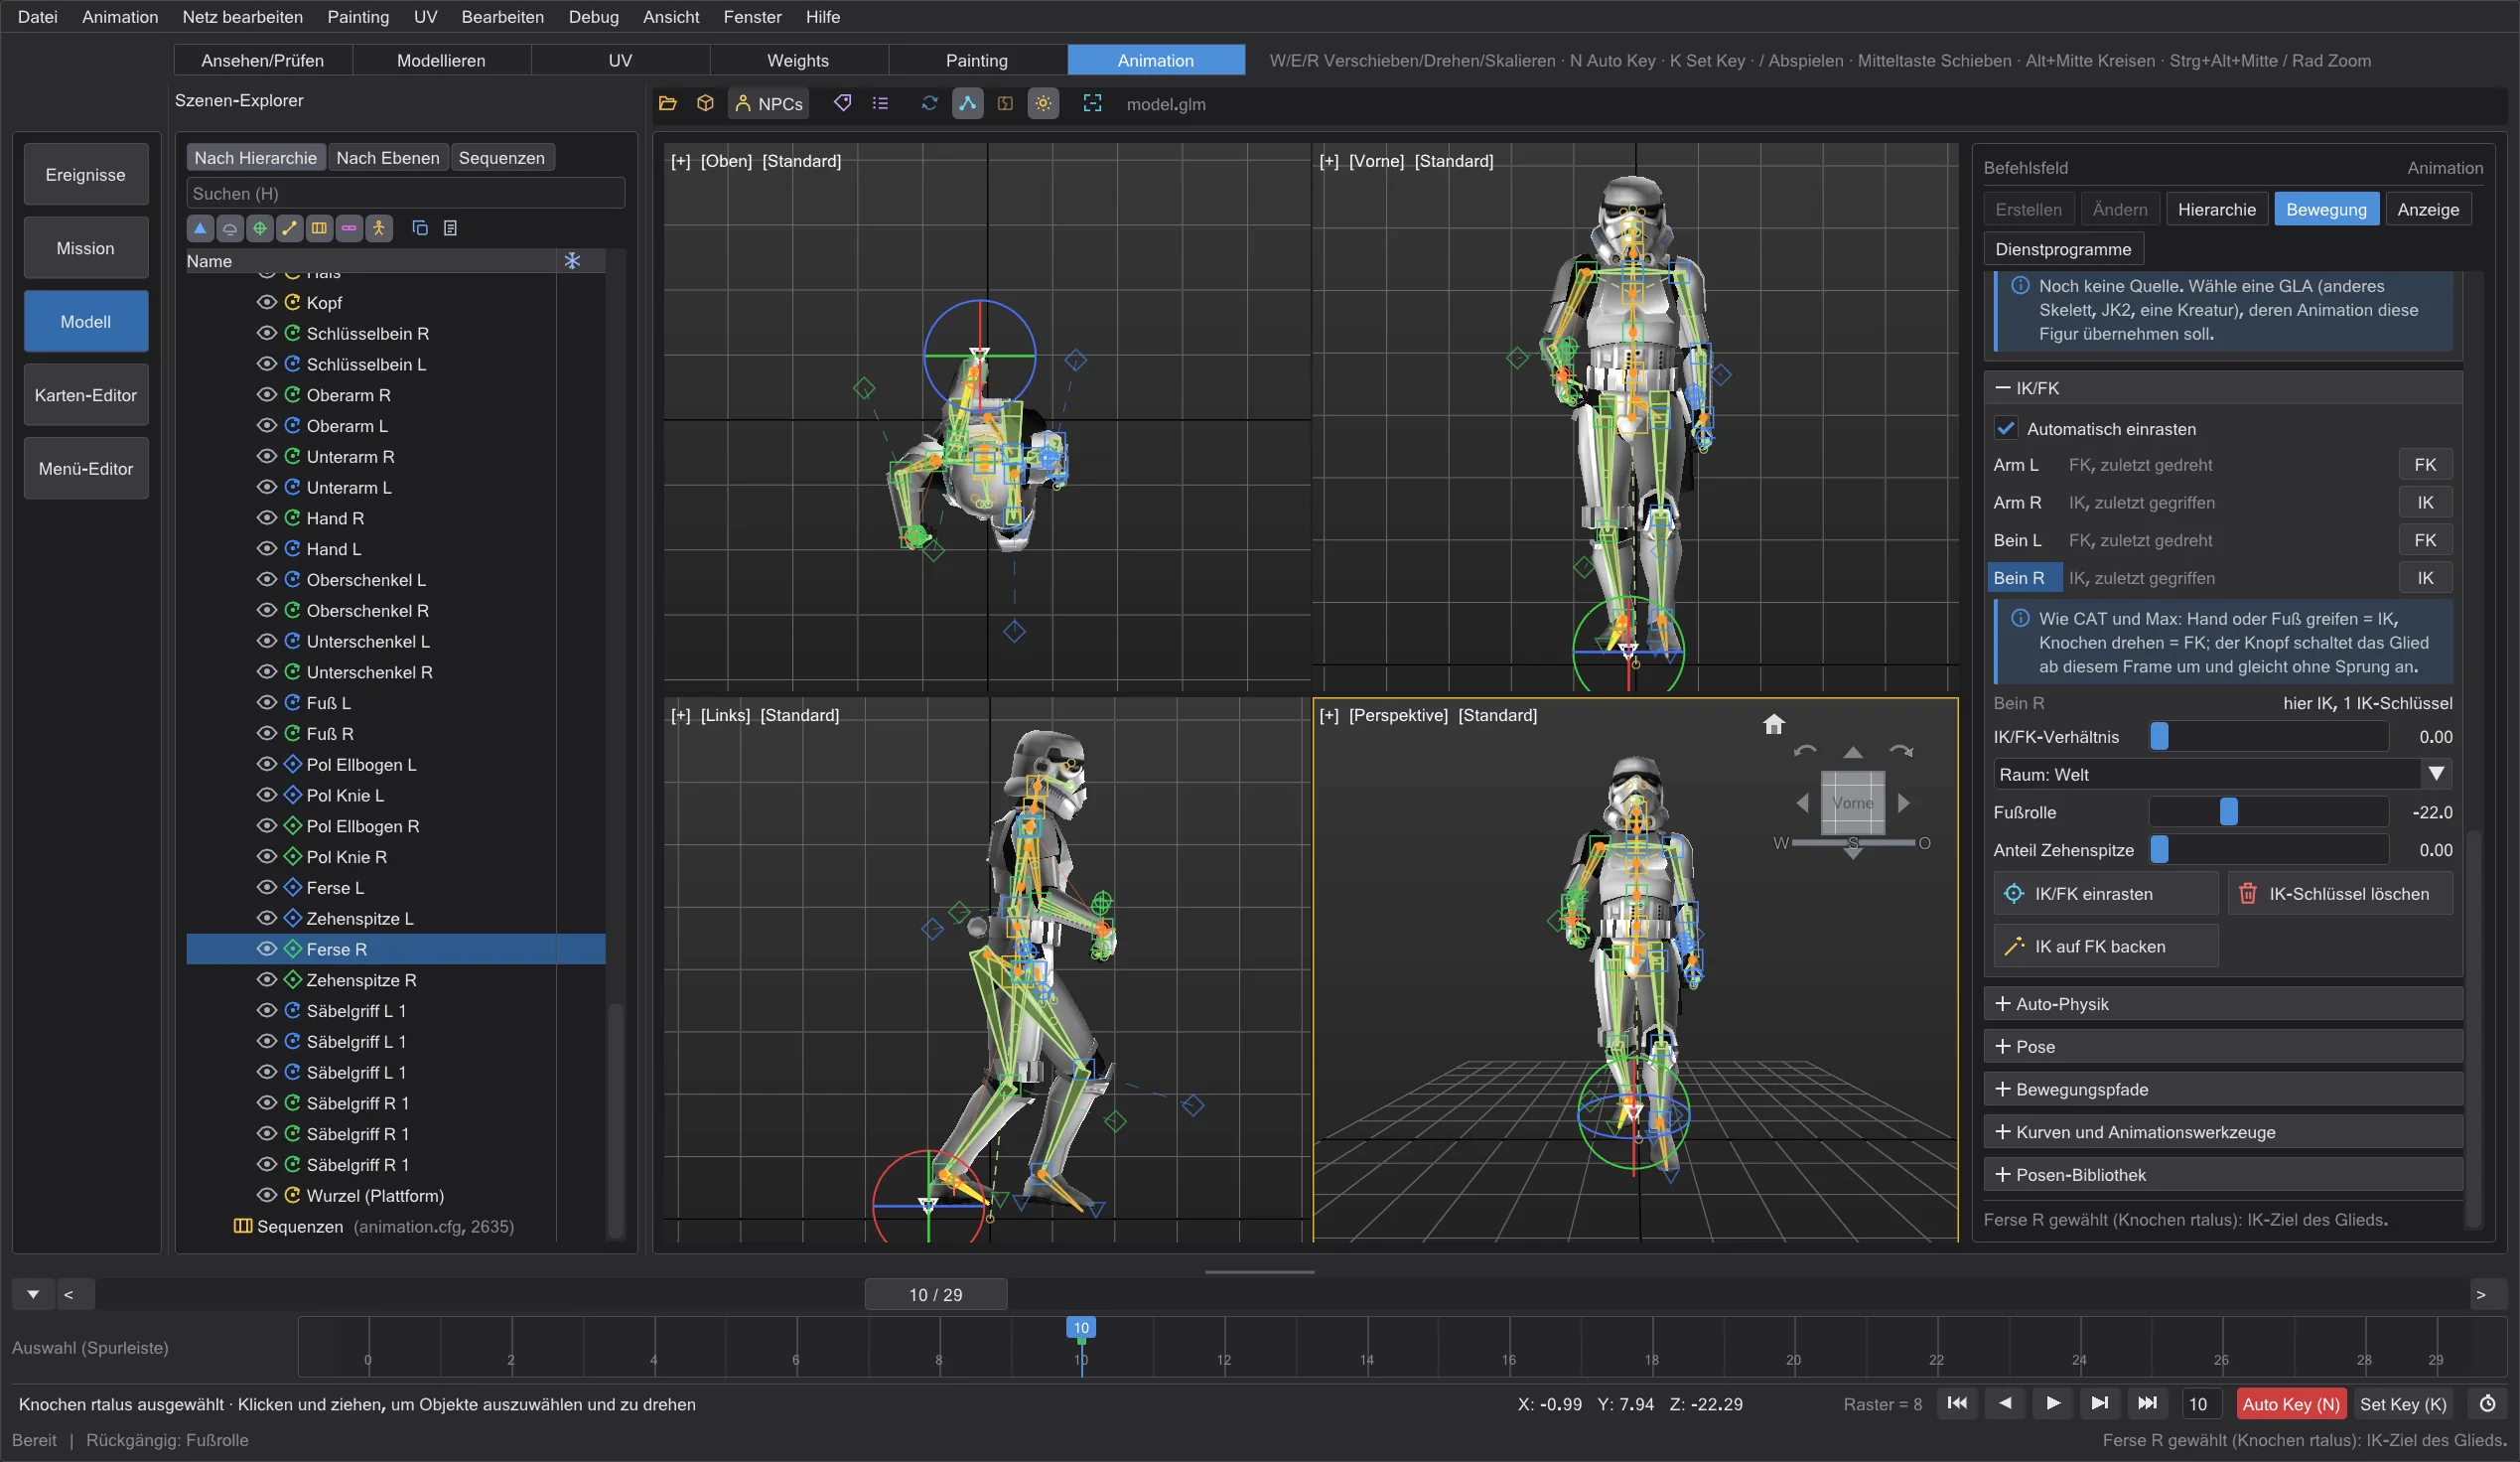 Datei Animation Netz bearbeiten Painting UV Bearbeiten Debug Ansicht Fenster Hilfe
Ansehen/Prüfen Modellieren UV Weights Painting Animation W/E/R Verschieben/Drehen/Skalieren · N Auto Key · K Set Key · / Abspielen · Mitteltaste Schieben · Alt+Mitte Kreisen · Strg+Alt+Mitte / Rad Zoom
Szenen-Explorer
NPCs model.glm
Ereignisse
Mission
Modell
Karten-Editor
Menü-Editor
Nach Hierarchie Nach Ebenen Sequenzen
Suchen (H)
Name
Hals
Kopf
Schlüsselbein R
Schlüsselbein L
Oberarm R
Oberarm L
Unterarm R
Unterarm L
Hand R
Hand L
Oberschenkel L
Oberschenkel R
Unterschenkel L
Unterschenkel R
Fuß L
Fuß R
Pol Ellbogen L
Pol Knie L
Pol Ellbogen R
Pol Knie R
Ferse L
Zehenspitze L
Ferse R
Zehenspitze R
Säbelgriff L 1
Säbelgriff L 1
Säbelgriff L 1
Säbelgriff R 1
Säbelgriff R 1
Säbelgriff R 1
Wurzel (Plattform)
Sequenzen (animation.cfg, 2635)
[+] [Oben] [Standard]
[+] [Vorne] [Standard]
[+] [Links] [Standard]
[+] [Perspektive] [Standard]
Vorne
W S O
Befehlsfeld Animation
Erstellen Ändern Hierarchie Bewegung Anzeige
Dienstprogramme
Noch keine Quelle. Wähle eine GLA (anderes
Skelett, JK2, eine Kreatur), deren Animation diese
Figur übernehmen soll.
IK/FK
Automatisch einrasten
Arm L FK, zuletzt gedreht FK
Arm R IK, zuletzt gegriffen IK
Bein L FK, zuletzt gedreht FK
Bein R IK, zuletzt gegriffen IK
Wie CAT und Max: Hand oder Fuß greifen = IK,
Knochen drehen = FK; der Knopf schaltet das Glied
ab diesem Frame um und gleicht ohne Sprung an.
Bein R hier IK, 1 IK-Schlüssel
IK/FK-Verhältnis 0.00
Raum: Welt
Fußrolle -22.0
Anteil Zehenspitze 0.00
IK/FK einrasten IK-Schlüssel löschen
IK auf FK backen
Auto-Physik
Pose
Bewegungspfade
Kurven und Animationswerkzeuge
Posen-Bibliothek
Ferse R gewählt (Knochen rtalus): IK-Ziel des Glieds.
< 10 / 29 >
Auswahl (Spurleiste)
10
0 2 4 6 8 10 12 14 16 18 20 22 24 26 28 29
Knochen rtalus ausgewählt · Klicken und ziehen, um Objekte auszuwählen und zu drehen X: -0.99 Y: 7.94 Z: -22.29 Raster = 8 10 Auto Key (N) Set Key (K)
Bereit | Rückgängig: Fußrolle Ferse R gewählt (Knochen rtalus): IK-Ziel des Glieds.